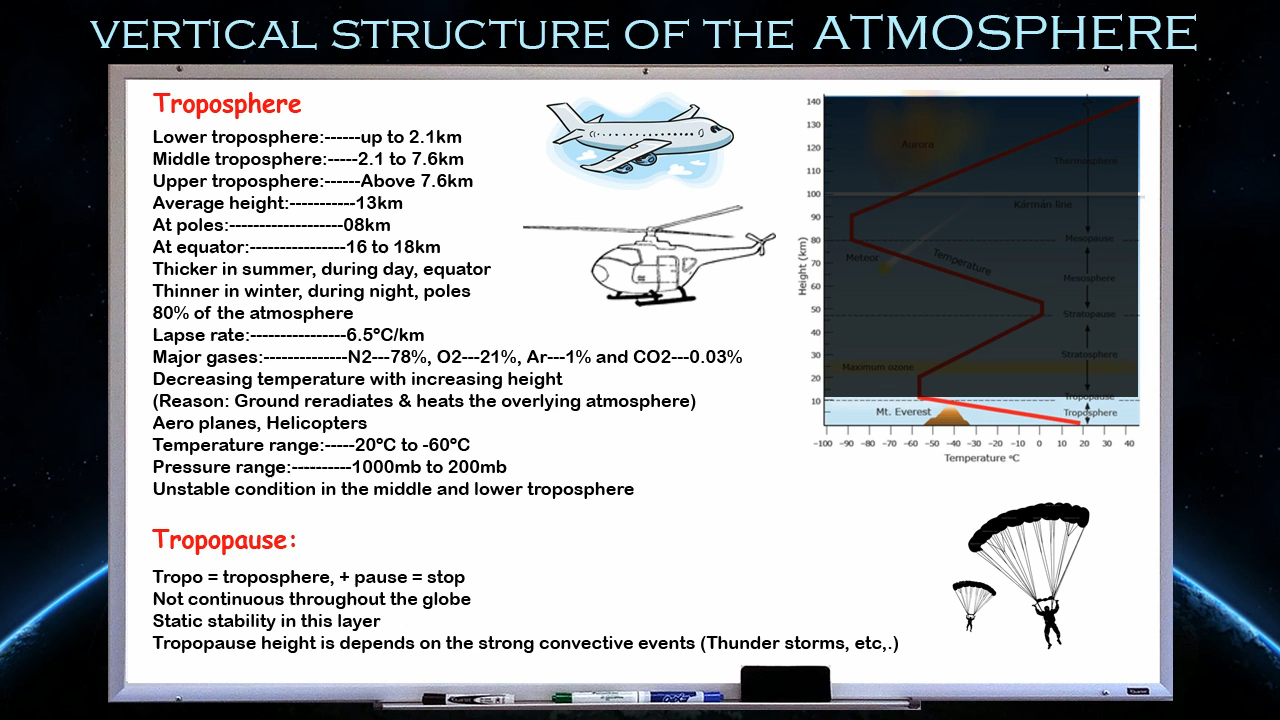 VERTICAL STRUCTURE OF THE ATMOSPHERE
Troposphere
Lower troposphere:------up to 2.1km
Middle troposphere:-----2.1 to 7.6km
Upper troposphere:------Above 7.6km
Average height:-----------13km
At poles:-------------------08km
At equator:----------------16 to 18km
Thicker in summer, during day, equator
Thinner in winter, during night, poles
80% of the atmosphere
Lapse rate:----------------6.5°C/km
Major gases:--------------N2---78%, O2---21%, Ar---1% and CO2---0.03%
Decreasing temperature with increasing height
(Reason: Ground reradiates & heats the overlying atmosphere)
Aero planes, Helicopters
Temperature range:-----20°C to -60°C
Pressure range:----------1000mb to 200mb
Unstable condition in the middle and lower troposphere
Tropopause:
Tropo = troposphere, + pause = stop
Not continuous throughout the globe
Static stability in this layer
Tropopause height is depends on the strong convective events (Thunder storms, etc,.)
Height (km)
140
130
120
110
100
90
80
70
60
50
40
30
20
10
Aurora
Thermosphere
Kármán line
Mesopause
Meteor
Temperature
Mesosphere
Stratopause
Stratosphere
Maximum ozone
Tropopause
Mt. Everest
Troposphere
-100 -90 -80 -70 -60 -50 -40 -30 -20 -10 0 10 20 30 40
Temperature °C